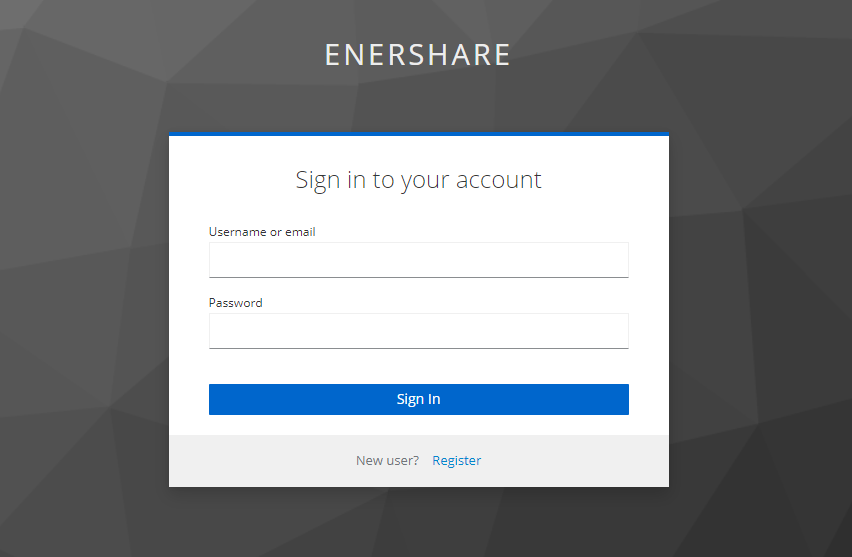 ENERSHARE
Sign in to your account
Username or email
Password
Sign In
New user? Register